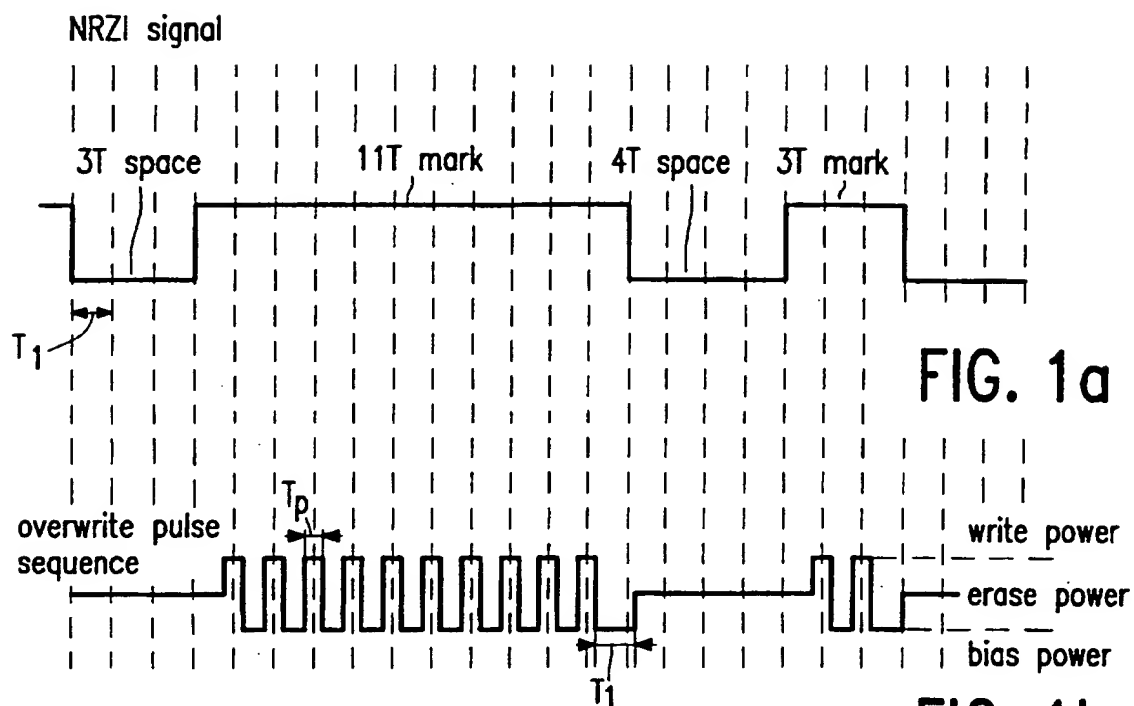 NRZI signal
3T space
11T mark
4T space
3T mark
T1
FIG. 1a
Tp
overwrite pulse
sequence
write power
erase power
bias power
T1